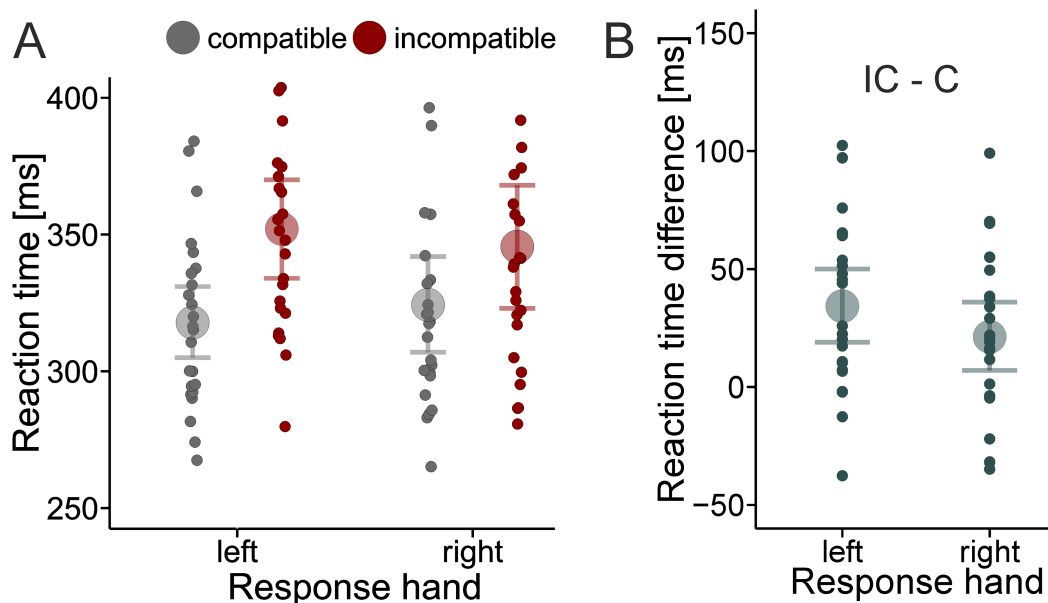 A
compatible
incompatible
Reaction time [ms]
400
350
300
250
left
right
Response hand
B
IC - C
Reaction time difference [ms]
150
100
50
0
−50
left
right
Response hand